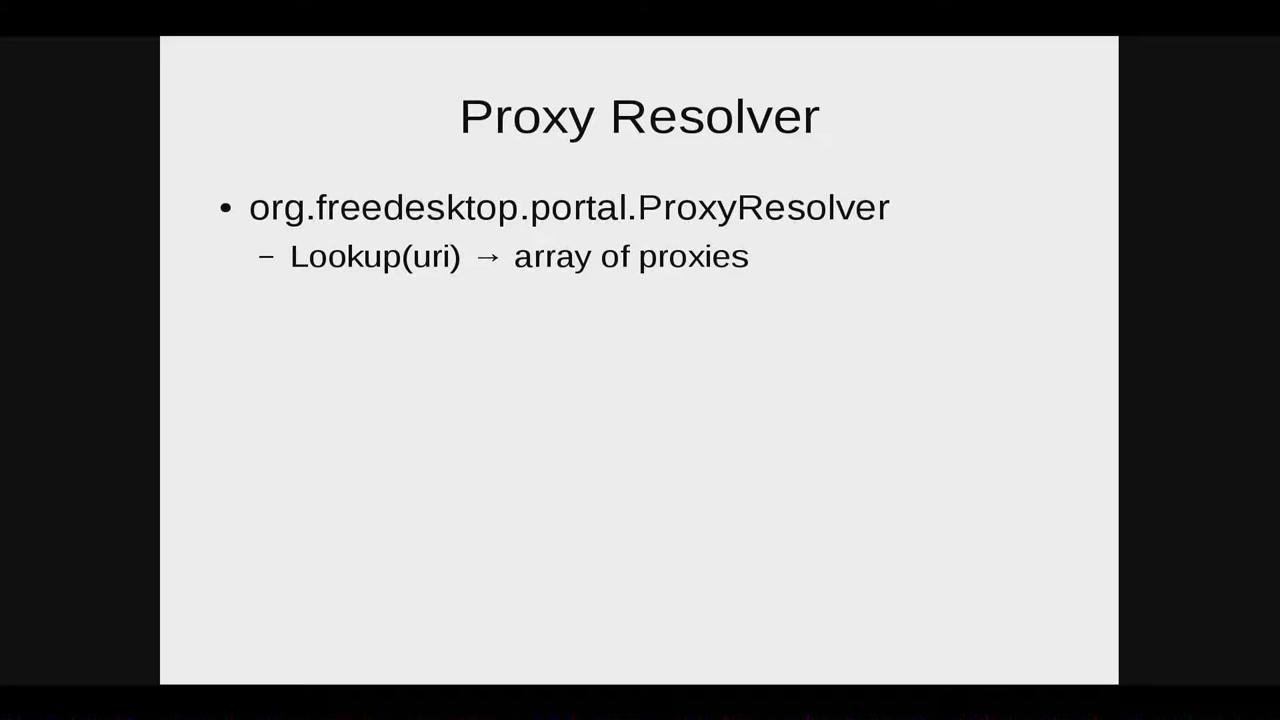 Proxy Resolver
• org.freedesktop.portal.ProxyResolver
– Lookup(uri) → array of proxies